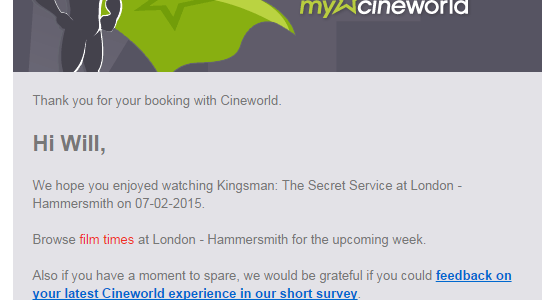 my cineworld
Thank you for your booking with Cineworld.
Hi Will,
We hope you enjoyed watching Kingsman: The Secret Service at London -
Hammersmith on 07-02-2015.
Browse film times at London - Hammersmith for the upcoming week.
Also if you have a moment to spare, we would be grateful if you could feedback on
your latest Cineworld experience in our short survey.